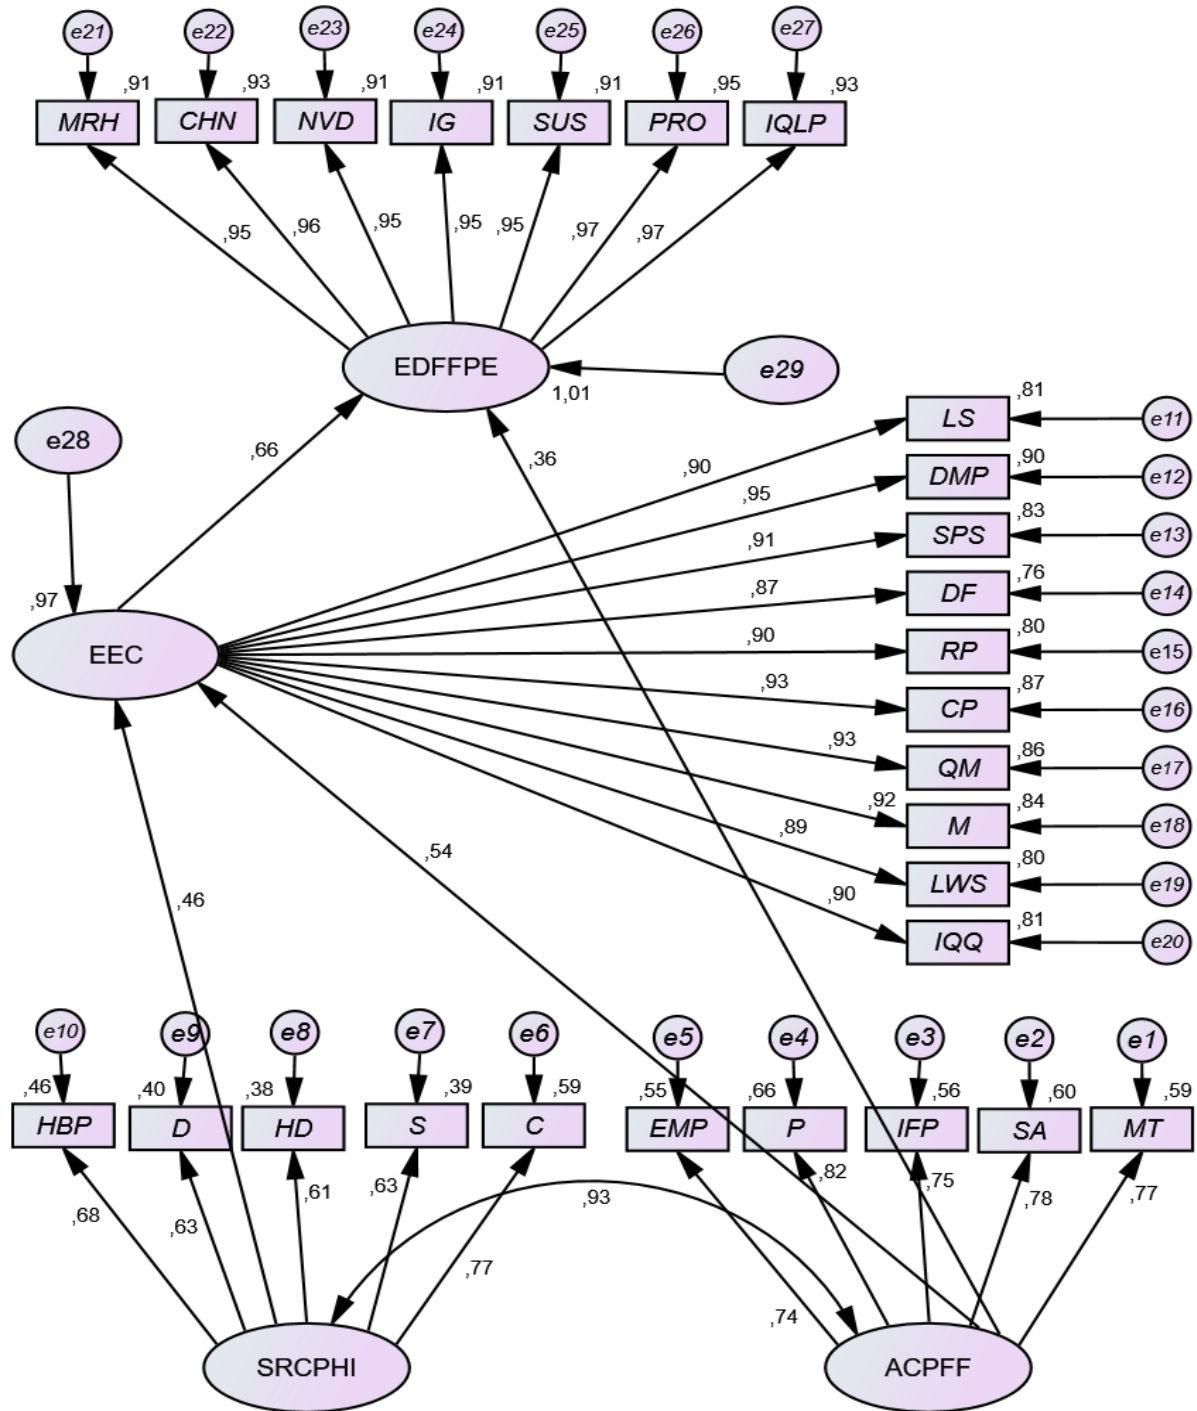 e21 e22 e23 e24 e25 e26 e27
,91 ,93 ,91 ,91 ,91 ,95 ,93
MRH CHN NVD IG SUS PRO IQLP
,95 ,96 ,95 ,95 ,95 ,97 ,97
EDFFPE e29
1,01
e28
,66 ,36
,97
EEC
,81
LS e11
,90
,90
DMP e12
,95
,83
SPS e13
,91
,76
DF e14
,87
,80
RP e15
,90
,87
CP e16
,93
,86
QM e17
,93
,84
M e18
,92
,80
LWS e19
,89
,81
IQQ e20
,90
,54
,46
e10 e9 e8 e7 e6 e5 e4 e3 e2 e1
,46 ,40 ,38 ,39 ,59 ,55 ,66 ,56 ,60 ,59
HBP D HD S C EMP P IFP SA MT
,68 ,63 ,61 ,63 ,77 ,93 ,74 ,82 ,75 ,78 ,77
SRCPHI ACPFF